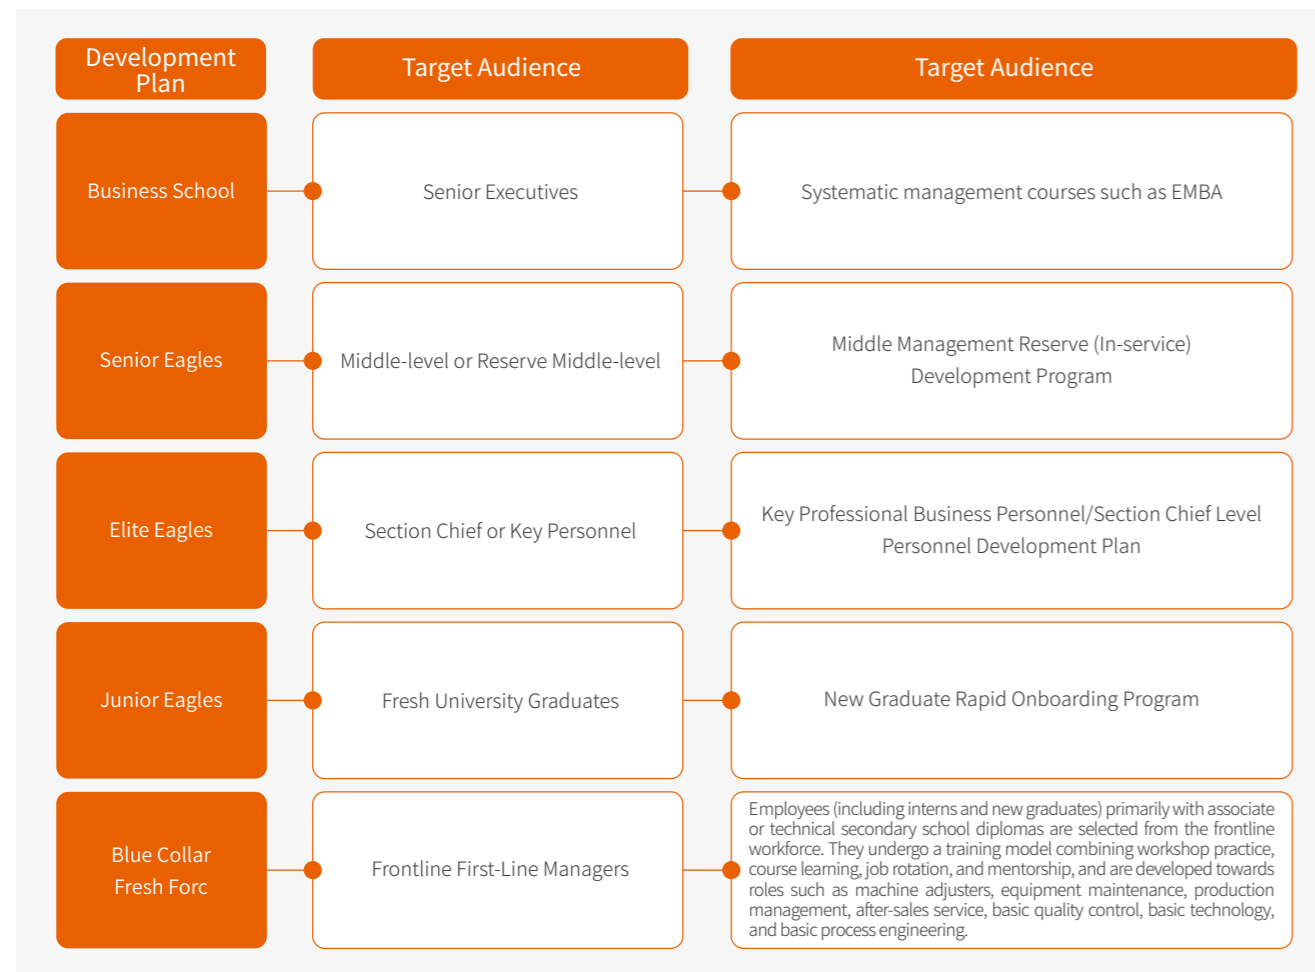 Development
Plan
Target Audience
Target Audience
Business School
Senior Executives
Systematic management courses such as EMBA
Senior Eagles
Middle-level or Reserve Middle-level
Middle Management Reserve (In-service)
Development Program
Elite Eagles
Section Chief or Key Personnel
Key Professional Business Personnel/Section Chief Level
Personnel Development Plan
Junior Eagles
Fresh University Graduates
New Graduate Rapid Onboarding Program
Blue Collar
Fresh Forc
Frontline First-Line Managers
Employees (including interns and new graduates) primarily with associate
or technical secondary school diplomas are selected from the frontline
workforce. They undergo a training model combining workshop practice,
course learning, job rotation, and mentorship, and are developed towards
roles such as machine adjusters, equipment maintenance, production
management, after-sales service, basic quality control, basic technology,
and basic process engineering.